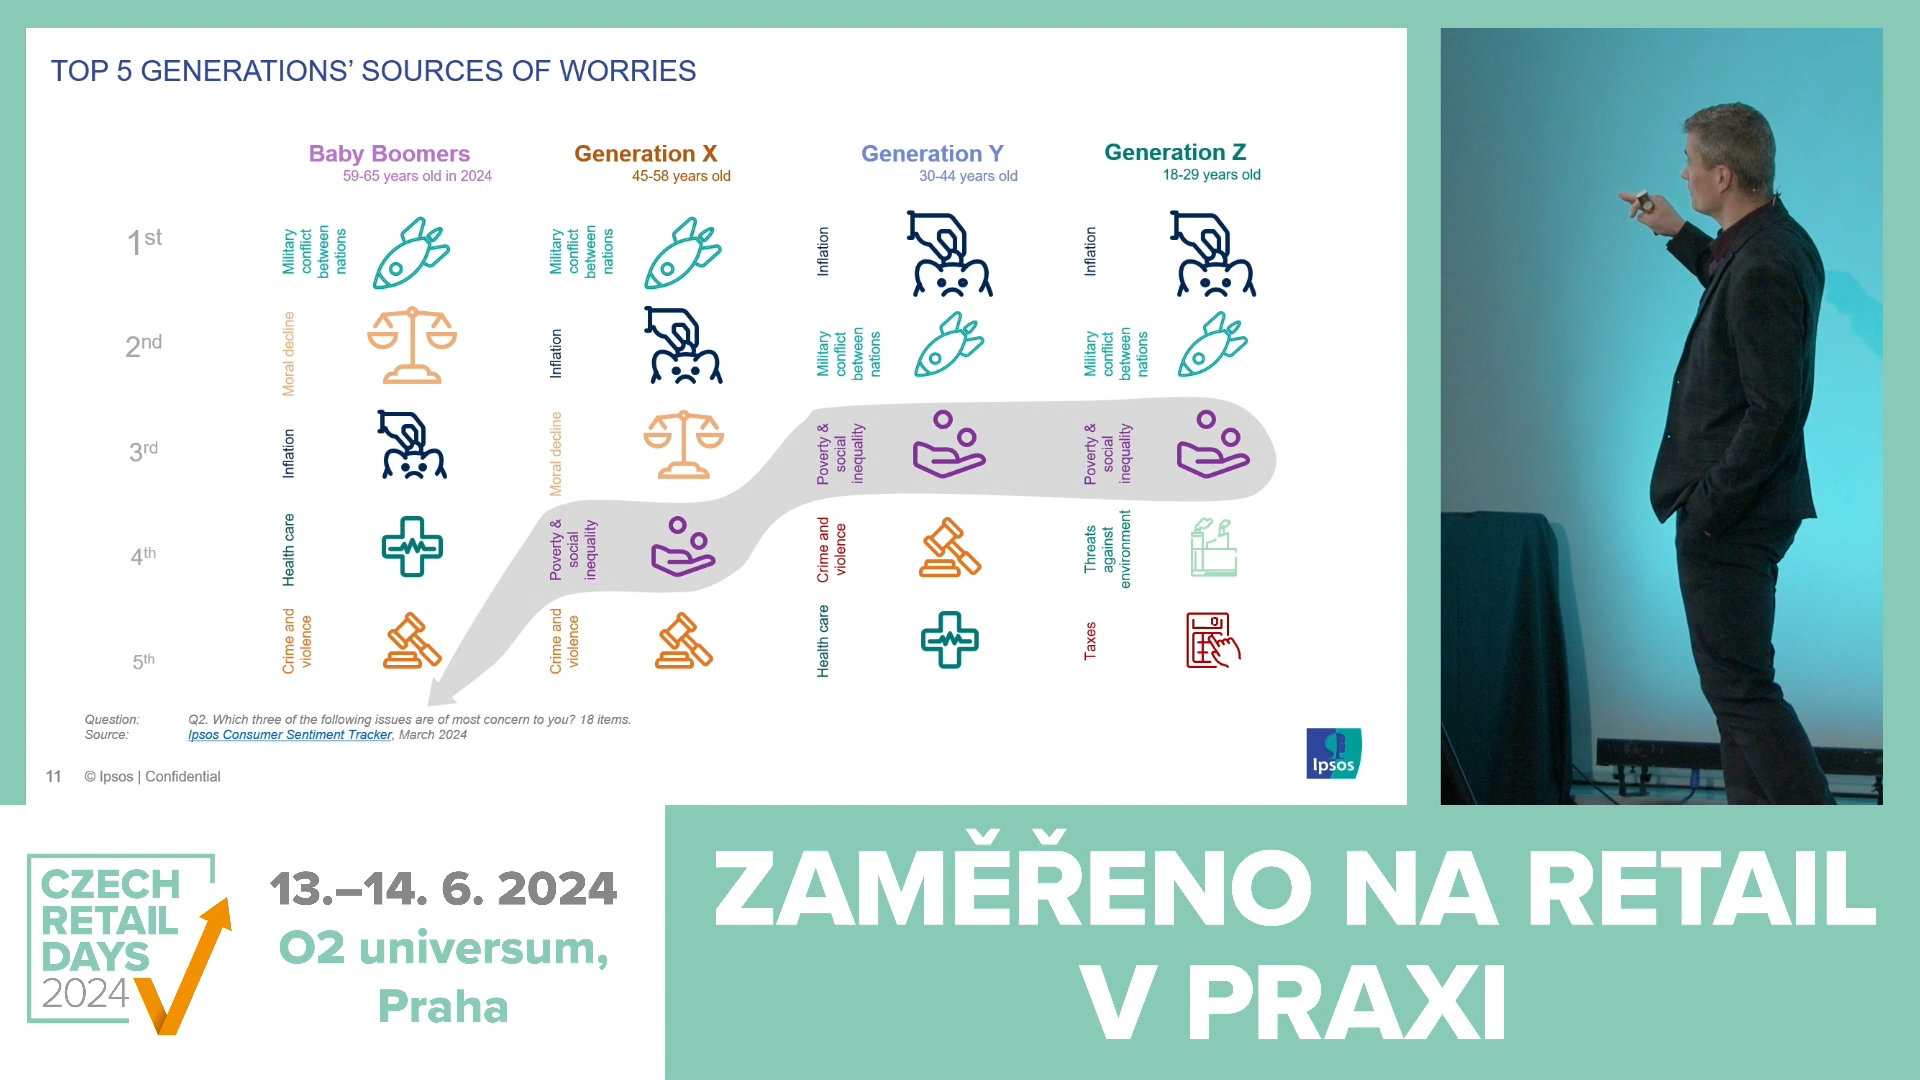 TOP 5 GENERATIONS’ SOURCES OF WORRIES
Baby Boomers
59-65 years old in 2024
Generation X
45-58 years old
Generation Y
30-44 years old
Generation Z
18-29 years old
1st
Military
conflict
between
nations
Military
conflict
between
nations
Inflation
Inflation
2nd
Moral decline
Inflation
Military
conflict
between
nations
Military
conflict
between
nations
3rd
Inflation
Moral decline
Poverty &
social
inequality
Poverty &
social
inequality
4th
Health care
Poverty &
social
inequality
Crime and
violence
Threats
against
environment
5th
Crime and
violence
Crime and
violence
Health care
Taxes
Question: Q2. Which three of the following issues are of most concern to you? 18 items.
Source: Ipsos Consumer Sentiment Tracker, March 2024
11 © Ipsos | Confidential
Ipsos
CZECH
RETAIL
DAYS
2024
13.–14. 6. 2024
O2 universum,
Praha
ZAMĚŘENO NA RETAIL
V PRAXI